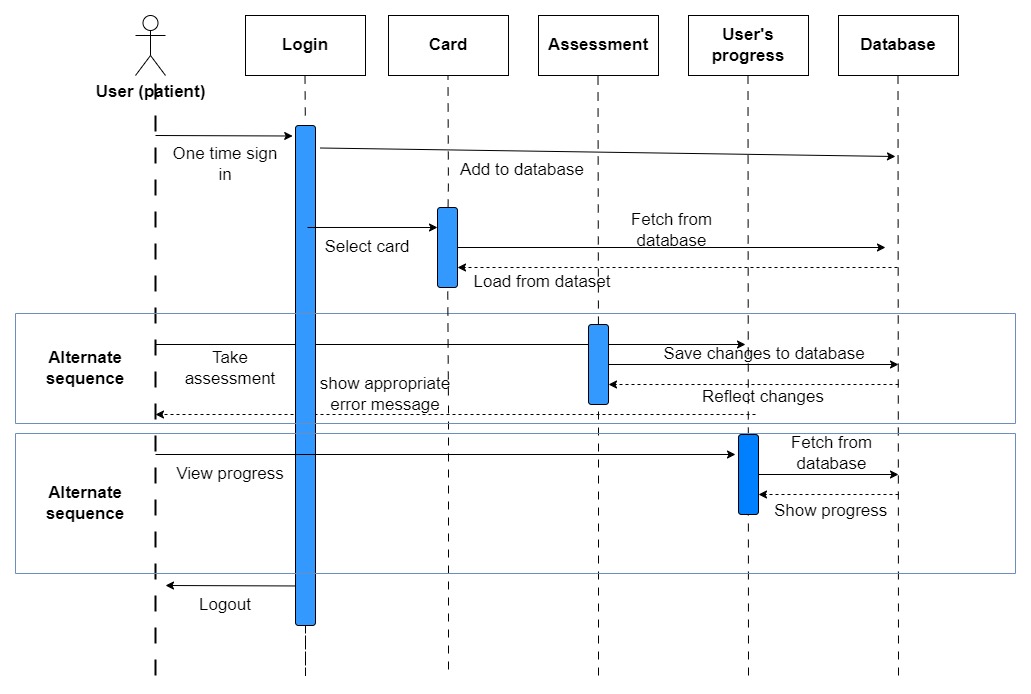 User (patient)
Login
Card
Assessment
User's
progress
Database
One time sign
in
Add to database
Select card
Fetch from
database
Load from dataset
Alternate
sequence
Take
assessment
Save changes to database
show appropriate
error message
Reflect changes
Alternate
sequence
View progress
Fetch from
database
Show progress
Logout